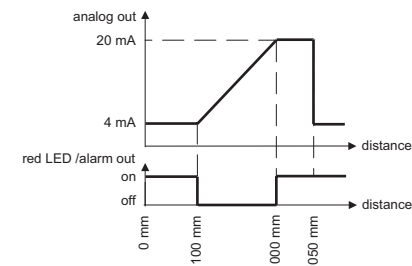 analog out
20 mA
4 mA
distance
red LED /alarm out
on
off
distance
0 mm
100 mm
000 mm
050 mm